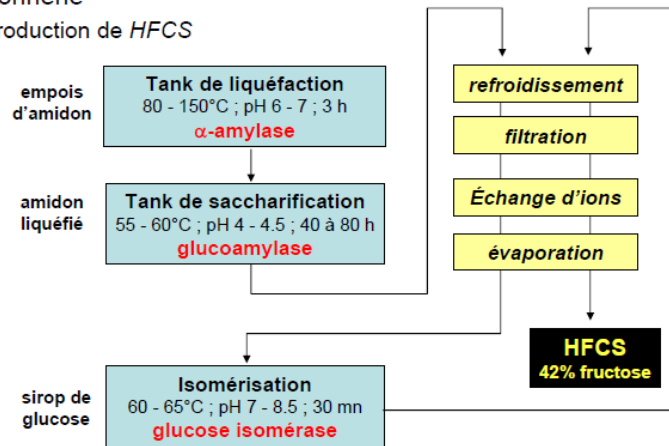 roduction de HFCS
empois
d'amidon
Tank de liquéfaction
80 - 150°C ; pH 6 - 7 ; 3 h
α-amylase
amidon
liquéfié
Tank de saccharification
55 - 60°C ; pH 4 - 4.5 ; 40 à 80 h
glucoamylase
refroidissement
filtration
Échange d'ions
évaporation
HFCS
42% fructose
sirop de
glucose
Isomérisation
60 - 65°C ; pH 7 - 8.5 ; 30 mn
glucose isomérase